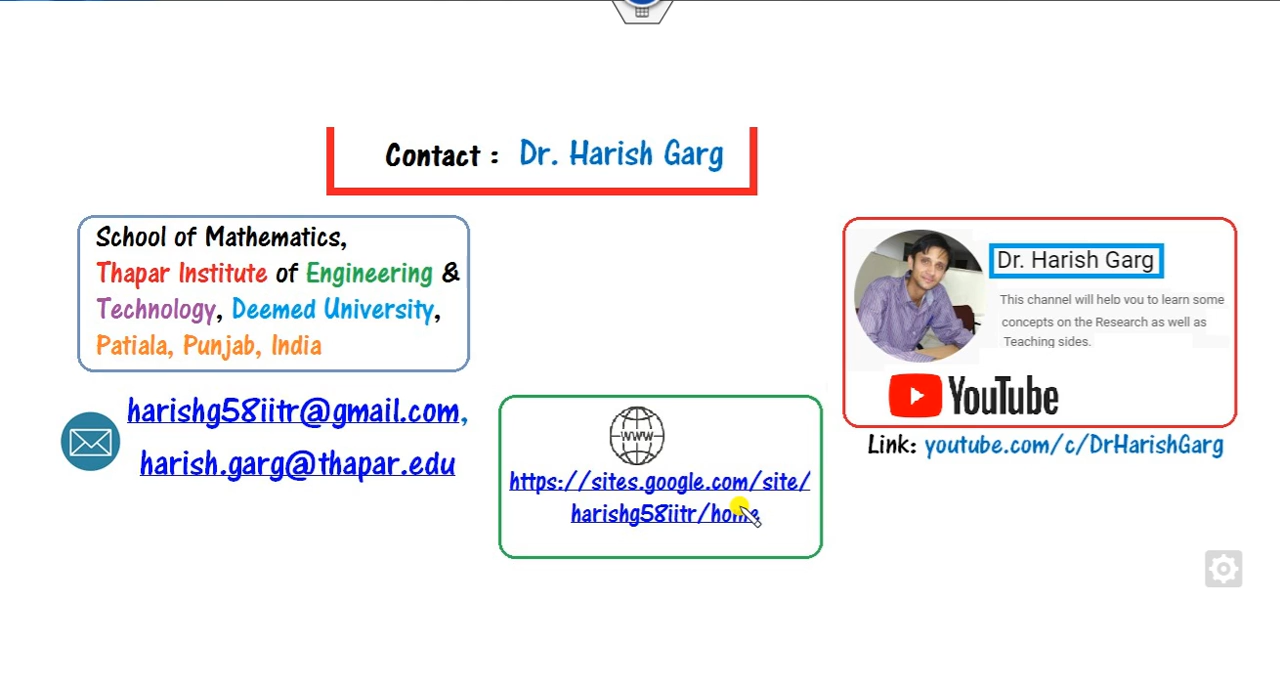 Contact : Dr. Harish Garg
School of Mathematics,
Thapar Institute of Engineering &
Technology, Deemed University,
Patiala, Punjab, India
harishg58iitr@gmail.com,
harish.garg@thapar.edu
WWW
https://sites.google.com/site/
harishg58iitr/home
Dr. Harish Garg
This channel will help you to learn some
concepts on the Research as well as
Teaching sides.
YouTube
Link: youtube.com/c/DrHarishGarg